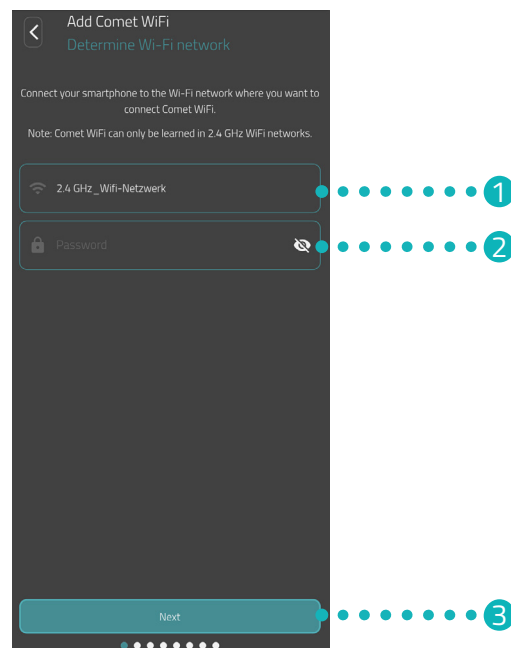 Add Comet WiFi
Determine Wi-Fi network
Connect your smartphone to the Wi-Fi network where you want to
connect Comet WiFi.
Note: Comet WiFi can only be learned in 2.4 GHz WiFi networks.
2.4 GHz_Wifi-Netzwerk
1
Password
2
Next
3